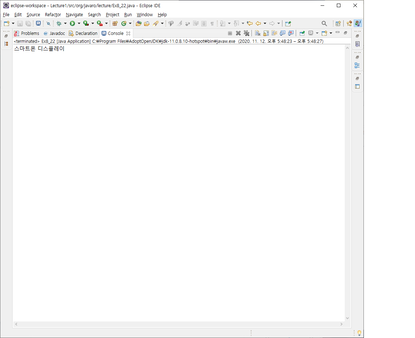 eclipse-workspace - Lecture1/src/org/javaro/lecture/Ex8_22.java - Eclipse IDE
File Edit Source Refactor Navigate Search Project Run Window Help
Problems Javadoc Display Console
<terminated> Ex8_22 [Java Application] C:₩Program Files₩AdoptOpenJDK₩jdk-11.0.8.10-hotspot₩bin₩javaw.exe (2020. 11. 12. 오후 5:48:23 – 오후 5:48:27)
스마트폰 디스플레이